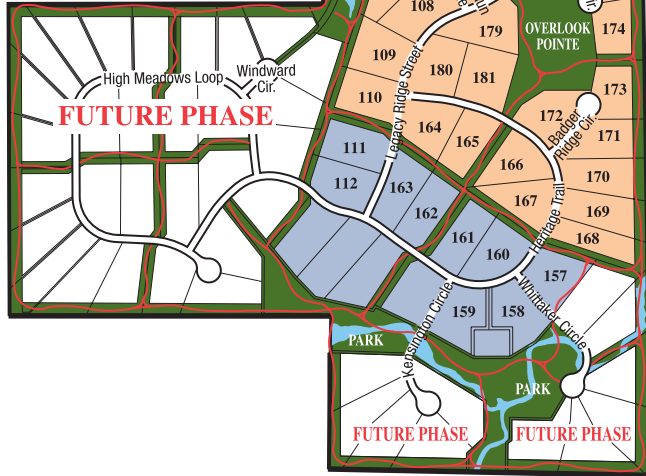 108
un
179
OVERLOOK
POINTE
174
109
180
181
High Meadows Loop
Windward
Cir.
110
Legacy Ridge Street
173
FUTURE PHASE
164
165
172
Badger
Ridge Cir.
171
111
166
170
112
163
167
162
Heritage Trail
169
161
168
160
157
159
158
Kensington Circle
Whittaker Circle
PARK
PARK
FUTURE PHASE
FUTURE PHASE